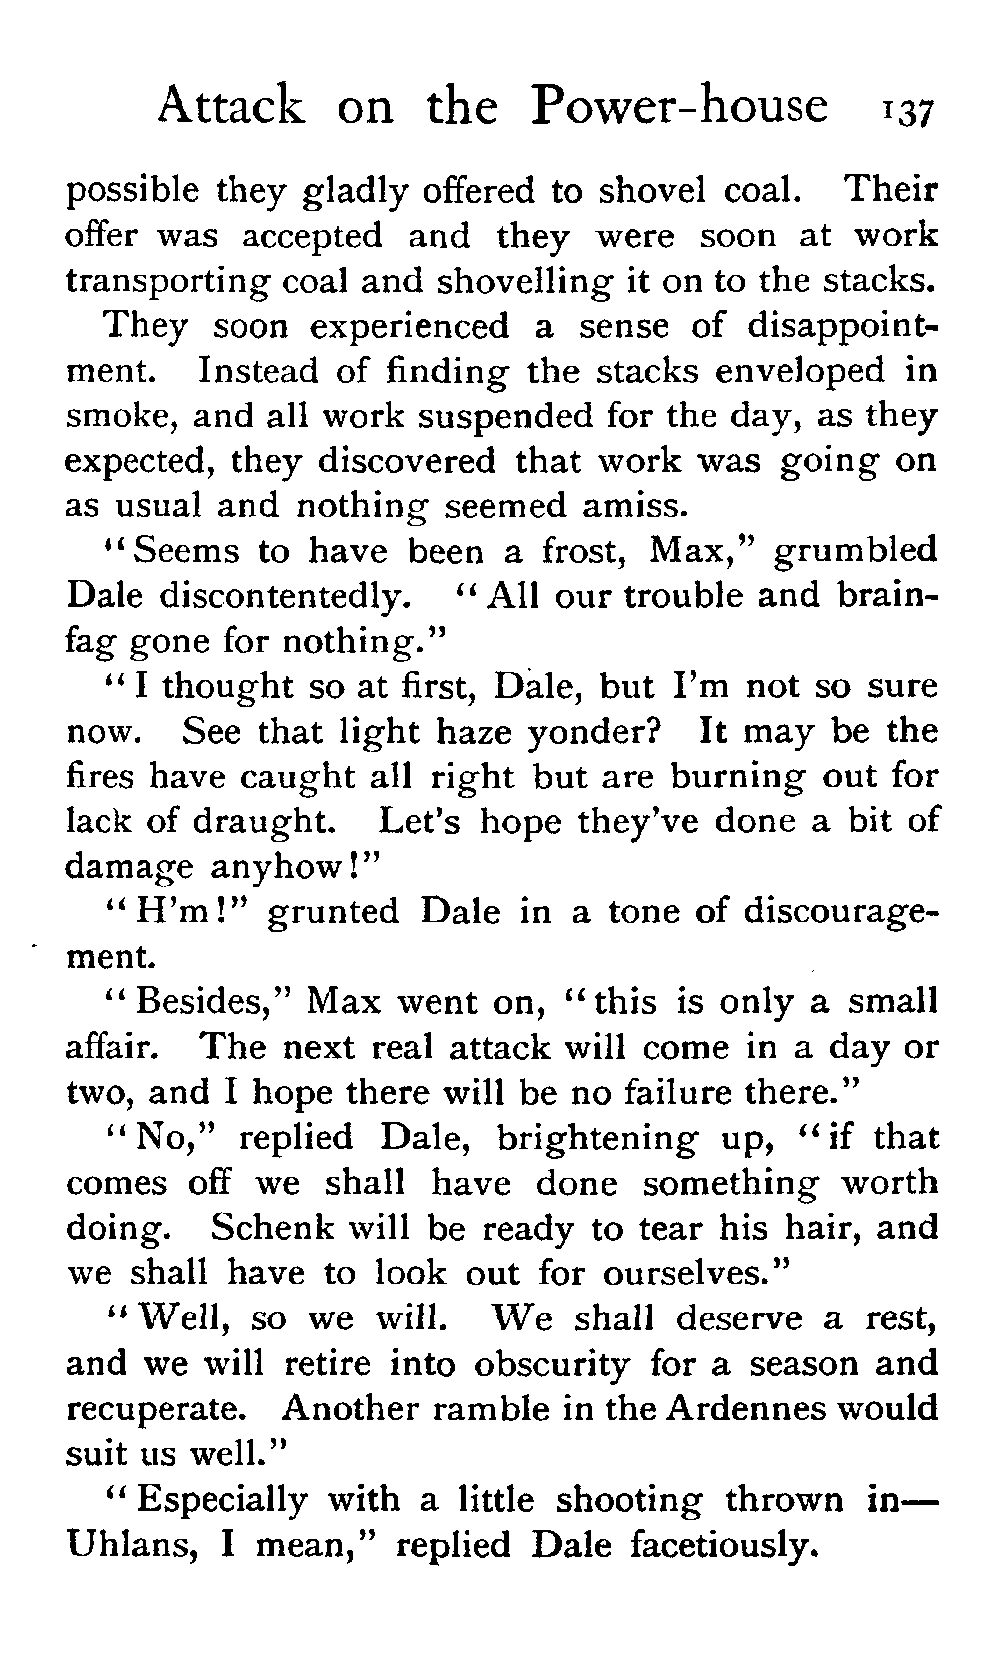 Attack on the Power-house 137
possible they gladly offered to shovel coal. Their
offer was accepted and they were soon at work
transporting coal and shovelling it on to the stacks.
They soon experienced a sense of disappoint-
ment. Instead of finding the stacks enveloped in
smoke, and all work suspended for the day, as they
expected, they discovered that work was going on
as usual and nothing seemed amiss.
“Seems to have been a frost, Max,” grumbled
Dale discontentedly. “All our trouble and brain-
fag gone for nothing.”
“I thought so at first, Dale, but I’m not so sure
now. See that light haze yonder? It may be the
fires have caught all right but are burning out for
lack of draught. Let’s hope they’ve done a bit of
damage anyhow!”
“H’m!” grunted Dale in a tone of discourage-
ment.
“Besides,” Max went on, “this is only a small
affair. The next real attack will come in a day or
two, and I hope there will be no failure there.”
“No,” replied Dale, brightening up, “if that
comes off we shall have done something worth
doing. Schenk will be ready to tear his hair, and
we shall have to look out for ourselves.”
“Well, so we will. We shall deserve a rest,
and we will retire into obscurity for a season and
recuperate. Another ramble in the Ardennes would
suit us well.”
“Especially with a little shooting thrown in—
Uhlans, I mean,” replied Dale facetiously.